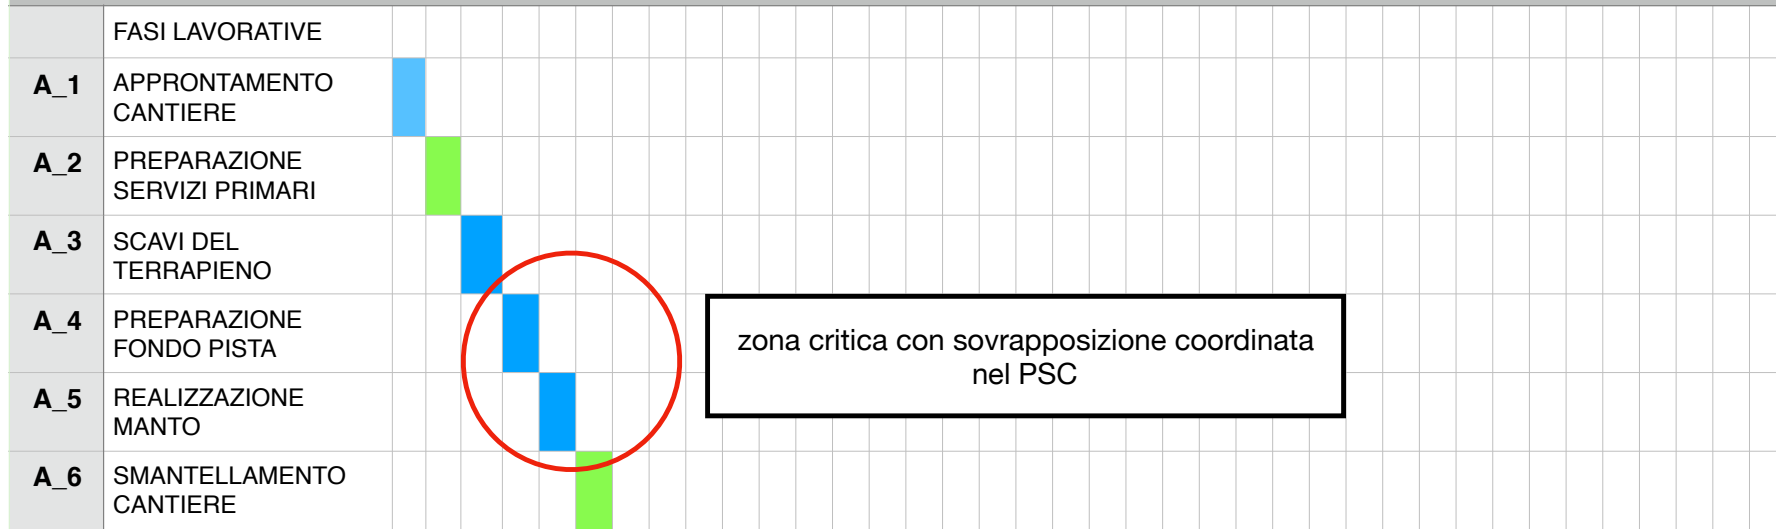 FASI LAVORATIVE
A_1 APPRONTAMENTO
CANTIERE
A_2 PREPARAZIONE
SERVIZI PRIMARI
A_3 SCAVI DEL
TERRAPIENO
A_4 PREPARAZIONE
FONDO PISTA
zona critica con sovrapposizione coordinata
nel PSC
A_5 REALIZZAZIONE
MANTO
A_6 SMANTELLAMENTO
CANTIERE